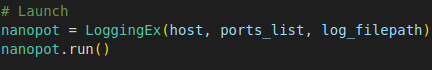 # Launch
nanopot = LoggingEx(host, ports_list, log_filepath)
nanopot.run()